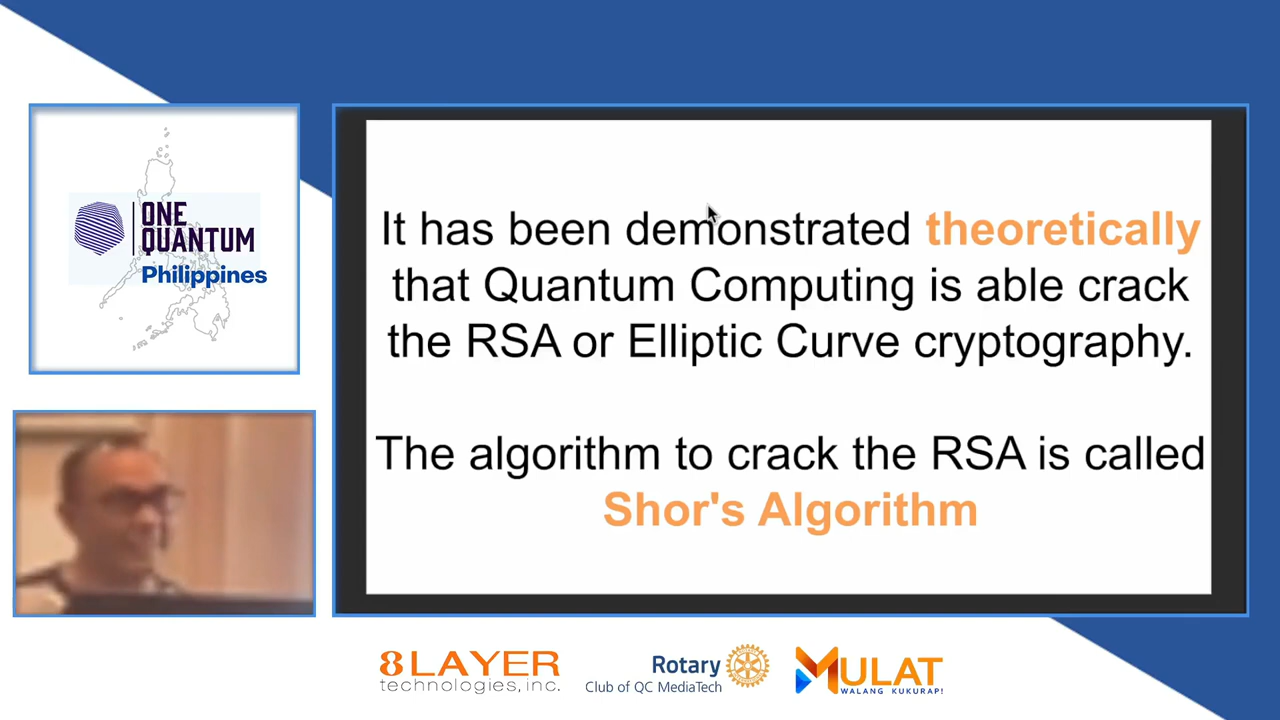 ONE
QUANTUM
Philippines
It has been demonstrated theoretically
that Quantum Computing is able crack
the RSA or Elliptic Curve cryptography.
The algorithm to crack the RSA is called
Shor's Algorithm
8LAYER
technologies, inc.
Rotary
Club of QC MediaTech
MULAT
WALANG KUKURAP!